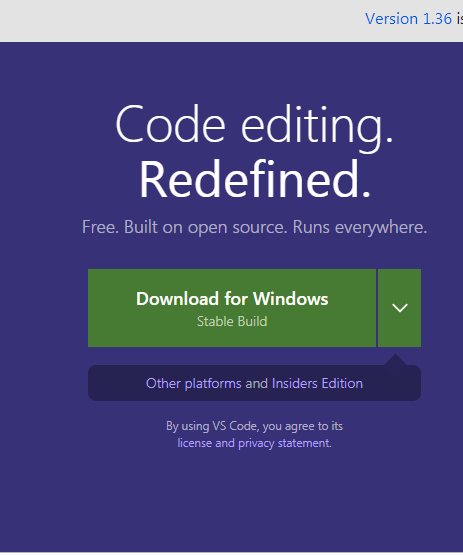 Version 1.36 is
Code editing.
Redefined.
Free. Built on open source. Runs everywhere.
Download for Windows
Stable Build
Other platforms and Insiders Edition
By using VS Code, you agree to its
license and privacy statement.